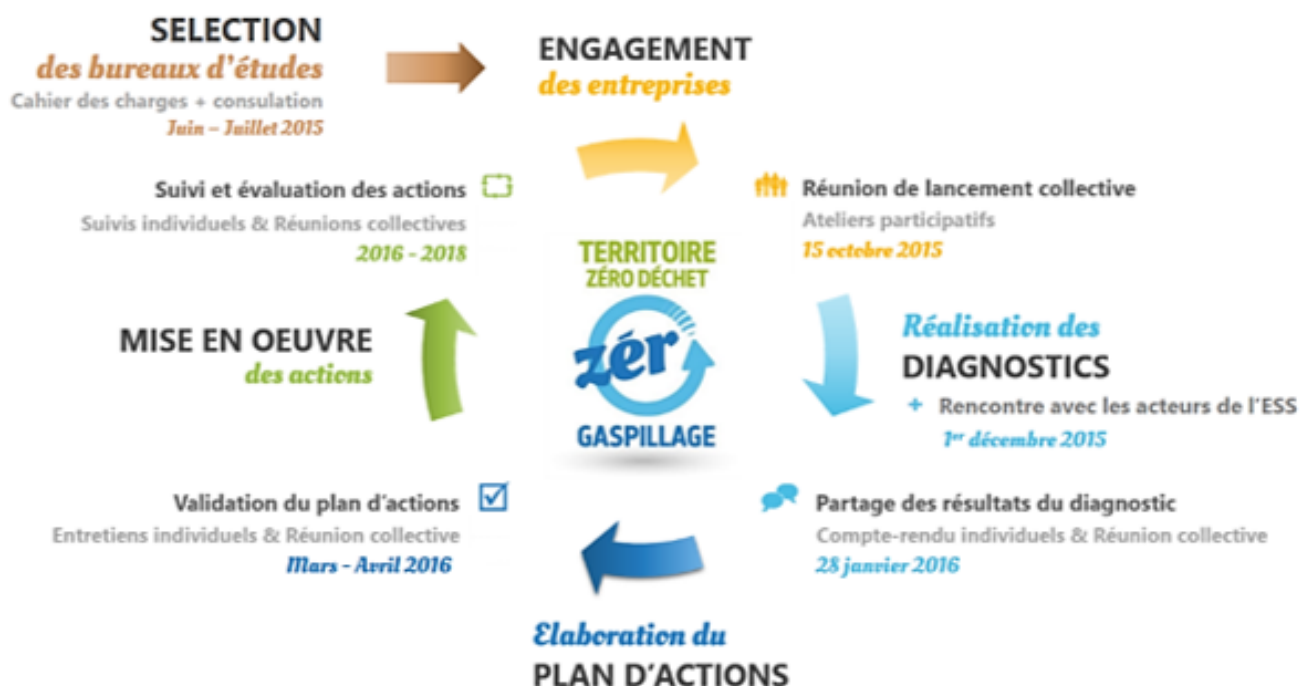 SELECTION
des bureaux d'études
Cahier des charges + consulation
Juin – Juillet 2015
ENGAGEMENT
des entreprises
Réunion de lancement collective
Ateliers participatifs
15 octobre 2015
Réalisation des
DIAGNOSTICS
+ Rencontre avec les acteurs de l'ESS
1er décembre 2015
Partage des résultats du diagnostic
Compte-rendu individuels & Réunion collective
28 janvier 2016
Elaboration du
PLAN D'ACTIONS
Validation du plan d'actions
Entretiens individuels & Réunion collective
Mars - Avril 2016
MISE EN OEUVRE
des actions
Suivi et évaluation des actions
Suivis individuels & Réunions collectives
2016 - 2018
TERRITOIRE
ZÉRO DÉCHET
zér
GASPILLAGE